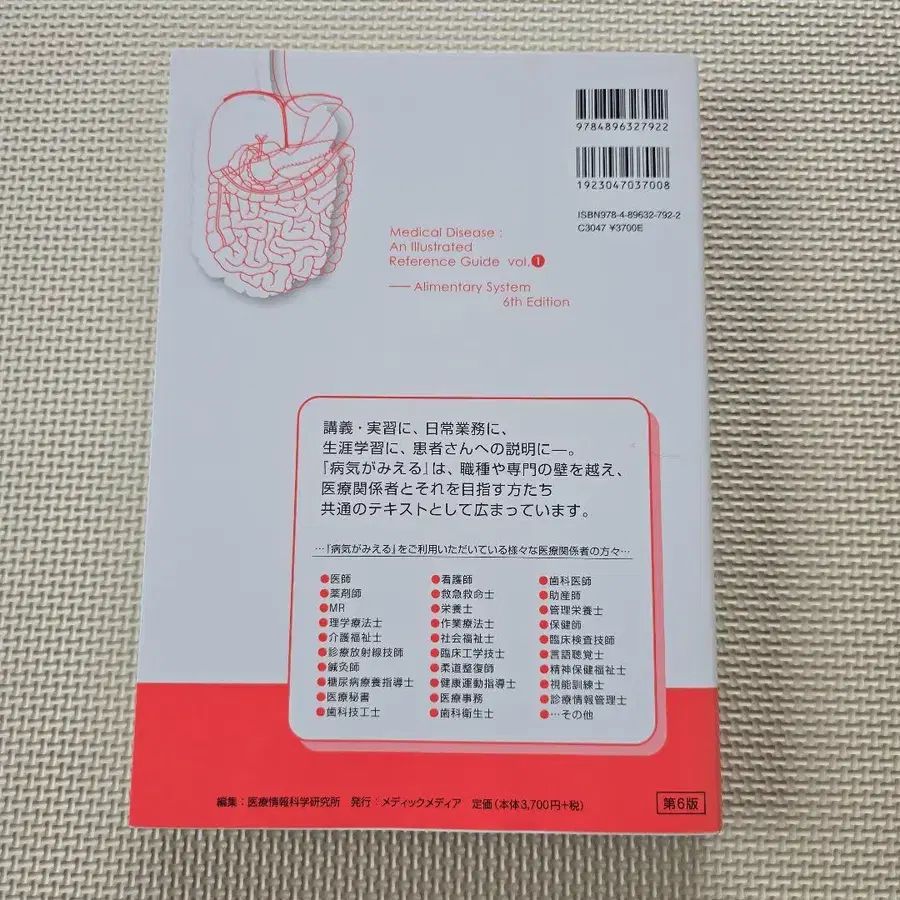 9784896327922
1923047037008
ISBN978-4-89632-792-2
C3047 ¥3700E
Medical Disease :
An Illustrated
Reference Guide vol.1
— Alimentary System
6th Edition
講義・実習に、日常業務に、
生涯学習に、患者さんへの説明に―。
『病気がみえる』は、職種や専門の壁を越え、
医療関係者とそれを目指す方たち
共通のテキストとして広まっています。
…『病気がみえる』をご利用いただいている様々な医療関係者の方々…
●医師 ●看護師 ●歯科医師
●薬剤師 ●救急救命士 ●助産師
●MR ●栄養士 ●管理栄養士
●理学療法士 ●作業療法士 ●保健師
●介護福祉士 ●社会福祉士 ●臨床検査技師
●診療放射線技師 ●臨床工学技士 ●言語聴覚士
●鍼灸師 ●柔道整復師 ●精神保健福祉士
●糖尿病療養指導士 ●健康運動指導士 ●視能訓練士
●医療秘書 ●医療事務 ●診療情報管理士
●歯科技工士 ●歯科衛生士 ●…その他
編集：医療情報科学研究所 発行：メディックメディア 定価（本体3,700円+税） 第6版